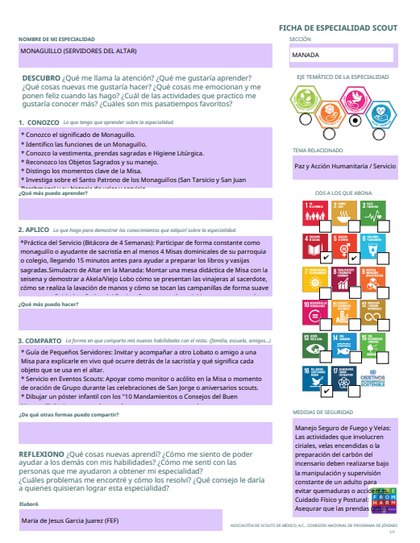 FICHA DE ESPECIALIDAD SCOUT
NOMBRE DE MI ESPECIALIDAD
MONAGUILLO (SERVIDORES DEL ALTAR)
SECCIÓN
MANADA
DESCUBRO ¿Qué me llama la atención? ¿Qué me gustaría aprender?
¿Qué cosas nuevas me gustaría hacer? ¿Qué cosas me emocionan y me
ponen feliz cuando las hago? ¿Cuál de las actividades que practico me
gustaría conocer más? ¿Cuáles son mis pasatiempos favoritos?
EJE TEMÁTICO DE LA ESPECIALIDAD
1. CONOZCO Lo que tengo que aprender sobre la especialidad.
* Conozco el significado de Monaguillo.
* Identifico las funciones de un Monaguillo.
* Conozco la vestimenta, prendas sagradas e Higiene Litúrgica.
* Reconozco los Objetos Sagrados y su manejo.
* Distingo los momentos clave de la Misa.
* Investigo sobre el Santo Patrono de los Monaguillos (San Tarsicio y San Juan
¿Qué más puedo aprender?
TEMA RELACIONADO
Paz y Acción Humanitaria / Servicio
ODS A LOS QUE ABONA
2. APLICO Lo que hago para demostrar los conocimientos que adquirí sobre la especialidad.
*Práctica del Servicio (Bitácora de 4 Semanas): Participar de forma constante como
monaguillo o ayudante de sacristía en al menos 4 Misas dominicales de su parroquia
o colegio, llegando 15 minutos antes para ayudar a preparar los libros y vasijas
sagradas.Simulacro de Altar en la Manada: Montar una mesa didáctica de Misa con la
seisena y demostrar a Akela/Viejo Lobo cómo se presentan las vinajeras al sacerdote,
cómo se realiza la lavación de manos y cómo se tocan las campanillas de forma suave
¿Qué más puedo hacer?
3. COMPARTO La forma en que comparto mis nuevas habilidades con el resto. (familia, escuela, amigos...)
* Guía de Pequeños Servidores: Invitar y acompañar a otro Lobato o amigo a una
Misa para explicarle en vivo qué ocurre detrás de la sacristía y qué significa cada
objeto que se usa en el altar.
* Servicio en Eventos Scouts: Apoyar como monitor o acólito en la Misa o momento
de oración de Grupo durante las celebraciones de San Jorge o aniversarios scouts.
* Dibujar un póster infantil con los "10 Mandamientos o Consejos del Buen
¿De qué otras formas puedo compartir?
MEDIDAS DE SEGURIDAD
Manejo Seguro de Fuego y Velas:
Las actividades que involucren
ciriales, velas encendidas o la
preparación del carbón del
incensario deben realizarse bajo
la manipulación y supervisión
constante de un adulto para
evitar quemaduras o
Cuidado Físico y Postural:
Asegurar que las prendas
REFLEXIONO ¿Qué cosas nuevas aprendí? ¿Cómo me siento de poder
ayudar a los demás con mis habilidades? ¿Cómo me sentí con las
personas que me ayudaron a obtener mi especialidad?
¿Cuáles problemas me encontré y cómo los resolví? ¿Qué consejo le daría
a quienes quisieran lograr esta especialidad?
Elaboró
Maria de Jesus Garcia Juarez (FEF)
ASOCIACIÓN DE SCOUTS DE MÉXICO, A.C., COMISIÓN NACIONAL DE PROGRAMA DE JÓVENES